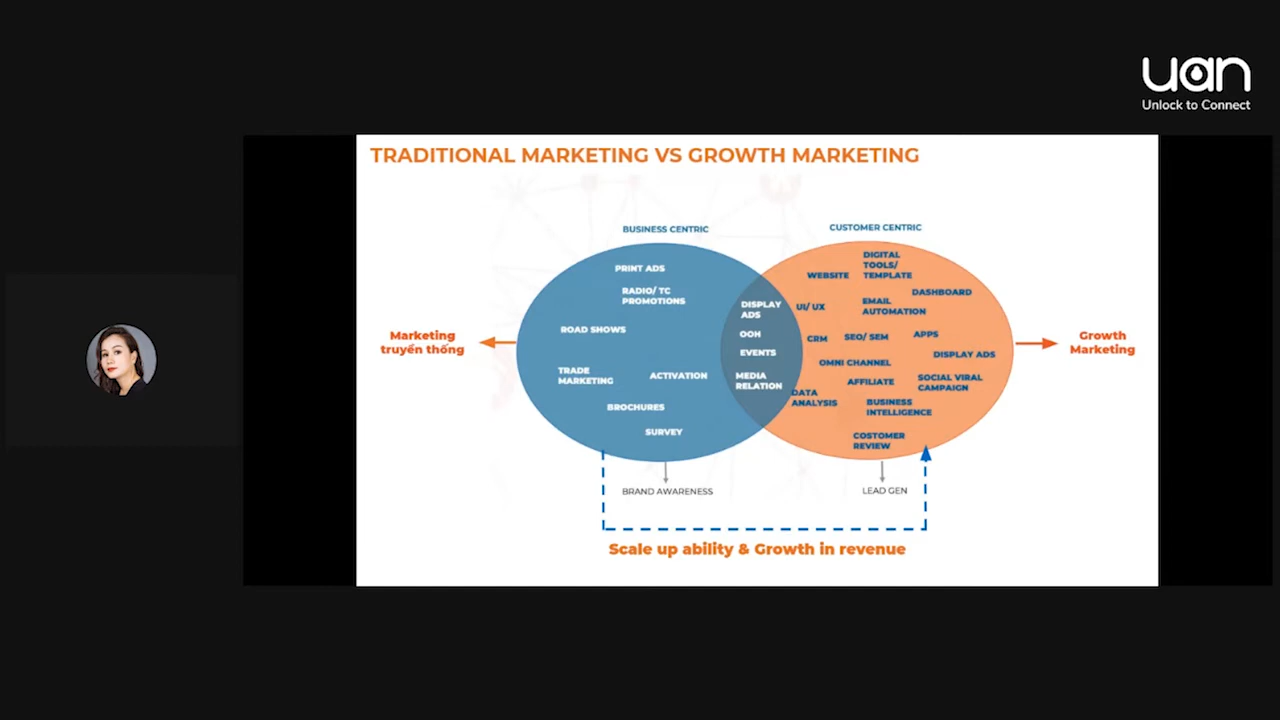 uan
Unlock to Connect
TRADITIONAL MARKETING VS GROWTH MARKETING
BUSINESS CENTRIC
CUSTOMER CENTRIC
Marketing
truyền thống
PRINT ADS
RADIO/ TC
PROMOTIONS
ROAD SHOWS
TRADE
MARKETING
ACTIVATION
BROCHURES
SURVEY
DISPLAY
ADS
OOH
EVENTS
MEDIA
RELATION
DIGITAL
TOOLS/
TEMPLATE
WEBSITE
DASHBOARD
UI/ UX
EMAIL
AUTOMATION
CRM
SEO/ SEM
APPS
DISPLAY ADS
OMNI CHANNEL
AFFILIATE
SOCIAL VIRAL
CAMPAIGN
DATA
ANALYSIS
BUSINESS
INTELLIGENCE
COSTOMER
REVIEW
Growth
Marketing
BRAND AWARENESS
LEAD GEN
Scale up ability & Growth in revenue